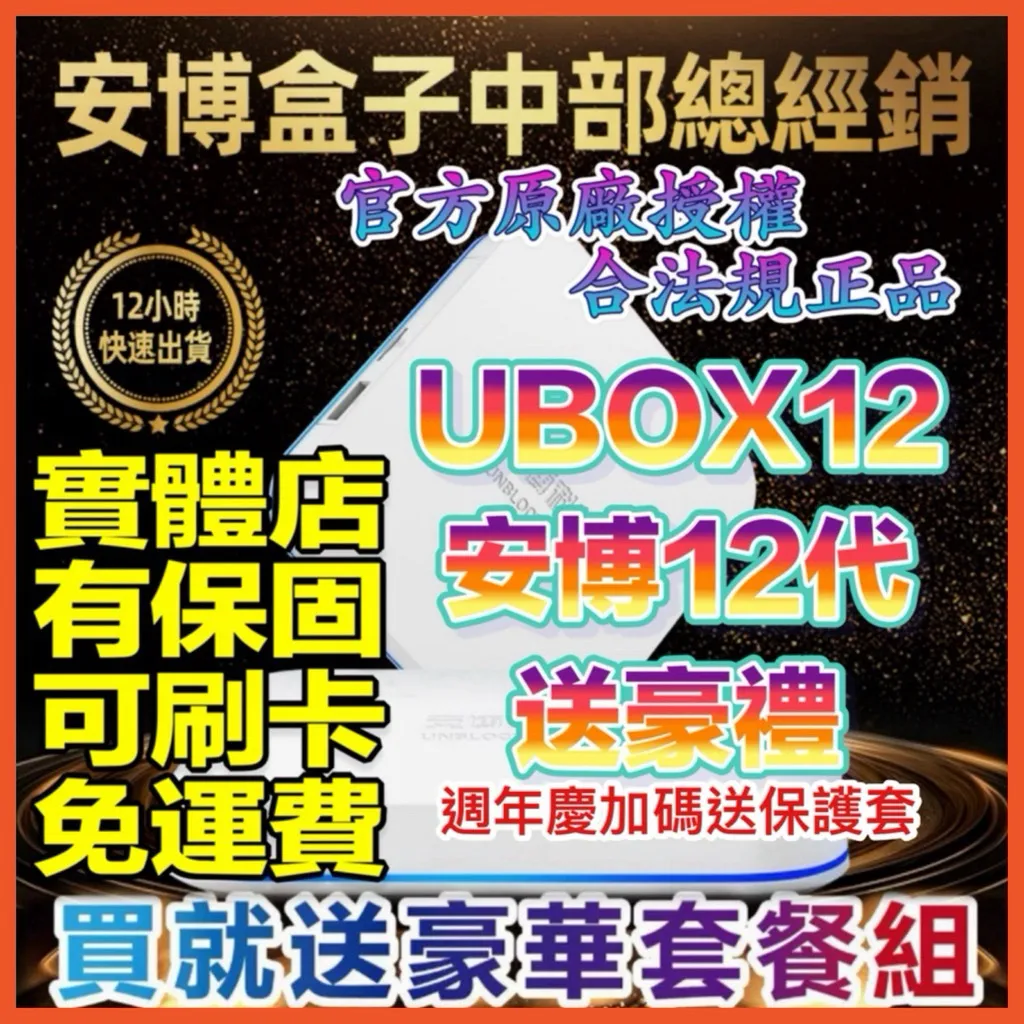 安博盒子中部總經銷
官方原廠授權
合法規正品
12小時
快速出貨
UBOX12
安博12代
送豪禮
週年慶加碼送保護套
實體店
有保固
可刷卡
免運費
買就送豪華套餐組